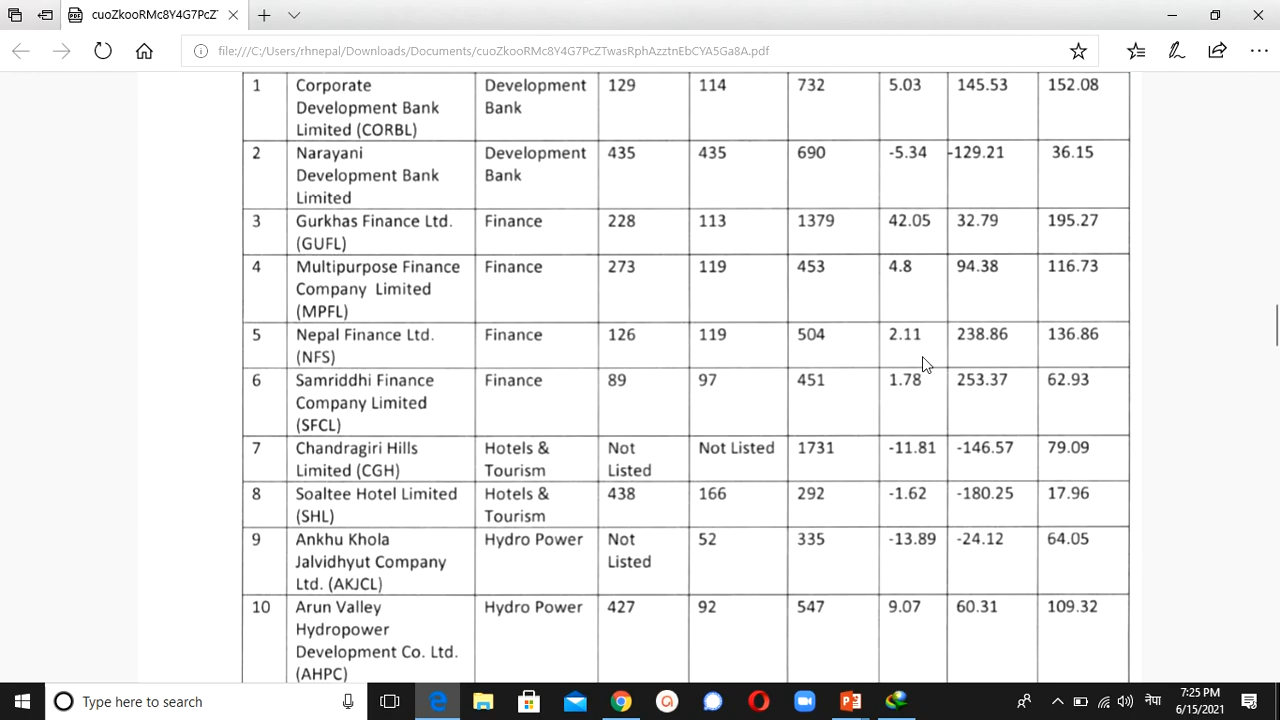 cuoZkooRMc8Y4G7PcZ
file:///C:/Users/rhnepal/Downloads/Documents/cuoZkooRMc8Y4G7PcZTwasRphAzztnEbCYA5Ga8A.pdf
1 Corporate Development 129 114 732 5.03 145.53 152.08
Development Bank Bank
Limited (CORBL)
2 Narayani Development 435 435 690 -5.34 -129.21 36.15
Development Bank Bank
Limited
3 Gurkhas Finance Ltd. Finance 228 113 1379 42.05 32.79 195.27
(GUFL)
4 Multipurpose Finance Finance 273 119 453 4.8 94.38 116.73
Company Limited
(MPFL)
5 Nepal Finance Ltd. Finance 126 119 504 2.11 238.86 136.86
(NFS)
6 Samriddhi Finance Finance 89 97 451 1.78 253.37 62.93
Company Limited
(SFCL)
7 Chandragiri Hills Hotels & Not Not Listed 1731 -11.81 -146.57 79.09
Limited (CGH) Tourism Listed
8 Soaltee Hotel Limited Hotels & 438 166 292 -1.62 -180.25 17.96
(SHL) Tourism
9 Ankhu Khola Hydro Power Not 52 335 -13.89 -24.12 64.05
Jalvidhyut Company Listed
Ltd. (AKJCL)
10 Arun Valley Hydro Power 427 92 547 9.07 60.31 109.32
Hydropower
Development Co. Ltd.
(AHPC)
Type here to search
नेपा
7:25 PM
6/15/2021